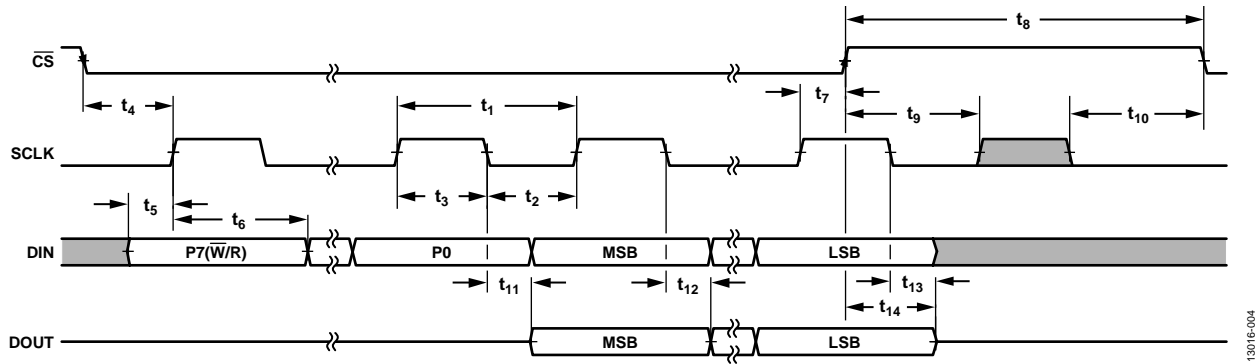 t8
CS
t4
t1
t7
t9
t10
SCLK
t5
t6
t3
t2
DIN
P7(W/R)
P0
MSB
LSB
t11
t12
t13
t14
DOUT
MSB
LSB
13016-004